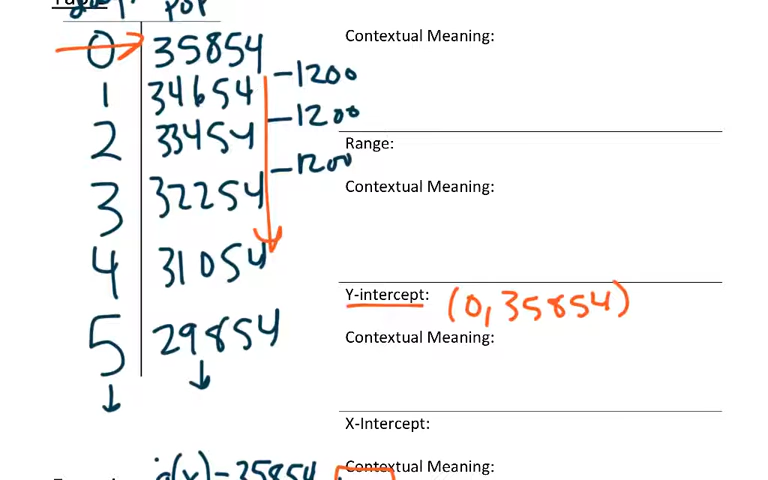 pop
0 35854
-1200
1 34654
-1200
2 33454
-1200
3 32254
4 31054
5 29854
Contextual Meaning:
Range:
Contextual Meaning:
Y-intercept: (0, 35854)
Contextual Meaning:
X-Intercept:
Contextual Meaning: